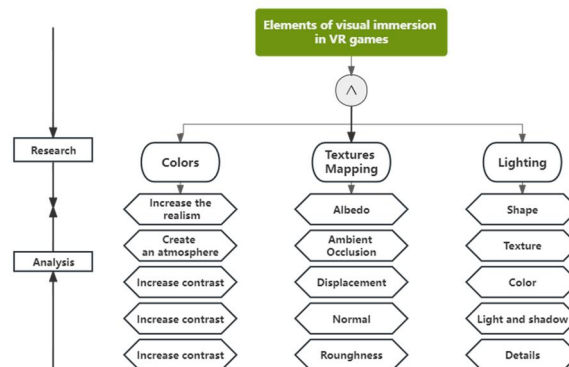 Elements of visual immersion
in VR games
^
Research
Colors
Textures
Mapping
Lighting
Increase the
realism
Albedo
Shape
Create
an atmosphere
Ambient
Occlusion
Texture
Analysis
Increase contrast
Displacement
Color
Increase contrast
Normal
Light and shadow
Increase contrast
Rounghness
Details